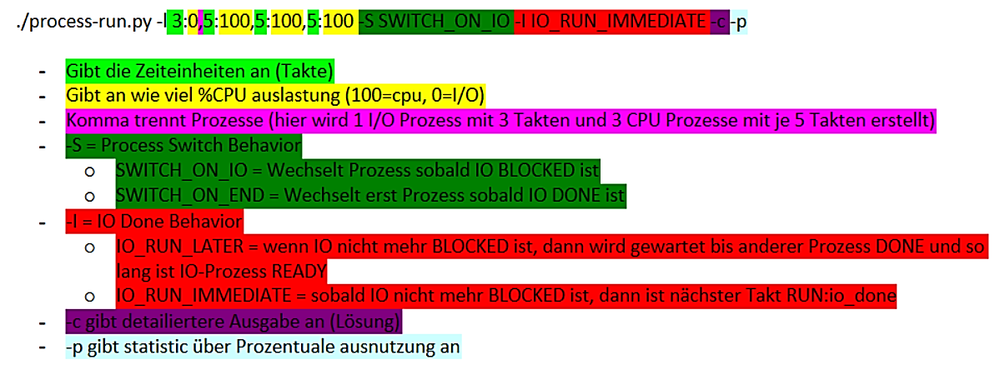 ./process-run.py -l 3:0,5:100,5:100,5:100 -S SWITCH_ON_IO -I IO_RUN_IMMEDIATE -c -p
- Gibt die Zeiteinheiten an (Takte)
- Gibt an wie viel %CPU auslastung (100=cpu, 0=I/O)
- Komma trennt Prozesse (hier wird 1 I/O Prozess mit 3 Takten und 3 CPU Prozesse mit je 5 Takten erstellt)
- -S = Process Switch Behavior
o SWITCH_ON_IO = Wechselt Prozess sobald IO BLOCKED ist
o SWITCH_ON_END = Wechselt erst Prozess sobald IO DONE ist
- -I = IO Done Behavior
o IO_RUN_LATER = wenn IO nicht mehr BLOCKED ist, dann wird gewartet bis anderer Prozess DONE und so
lang ist IO-Prozess READY
o IO_RUN_IMMEDIATE = sobald IO nicht mehr BLOCKED ist, dann ist nächster Takt RUN:io_done
- -c gibt detailiertere Ausgabe an (Lösung)
- -p gibt statistic über Prozentuale ausnutzung an